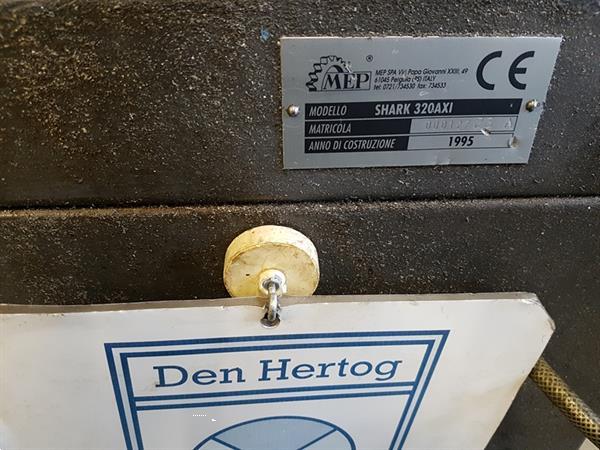 MEP ®
MEP SPA Via Papa Giovanni XXIII, 49
61045 Pergola (PS) ITALY
tel: 0721/734530 fax: 734533
CE
MODELLO SHARK 320AXI
MATRICOLA
ANNO DI COSTRUZIONE 1995
Den Hertog